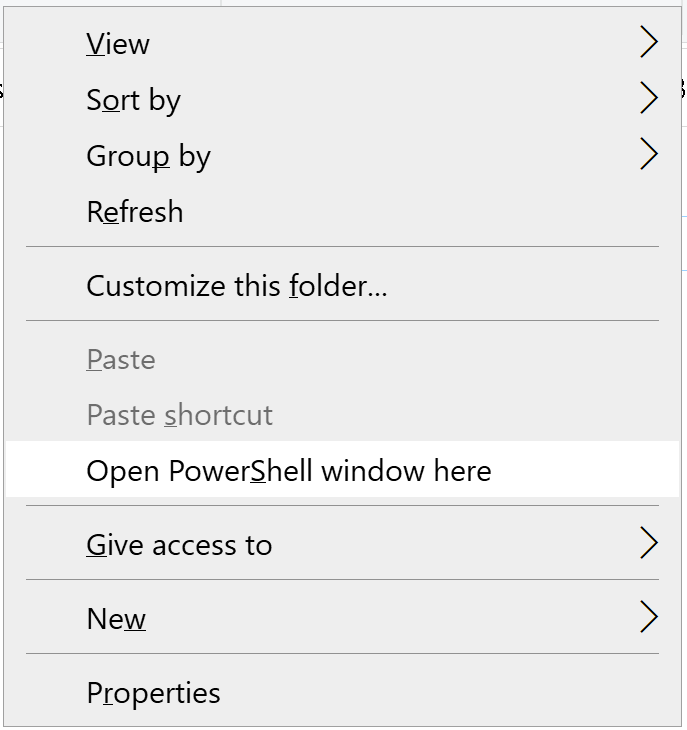 View
Sort by
Group by
Refresh
Customize this folder...
Paste
Paste shortcut
Open PowerShell window here
Give access to
New
Properties